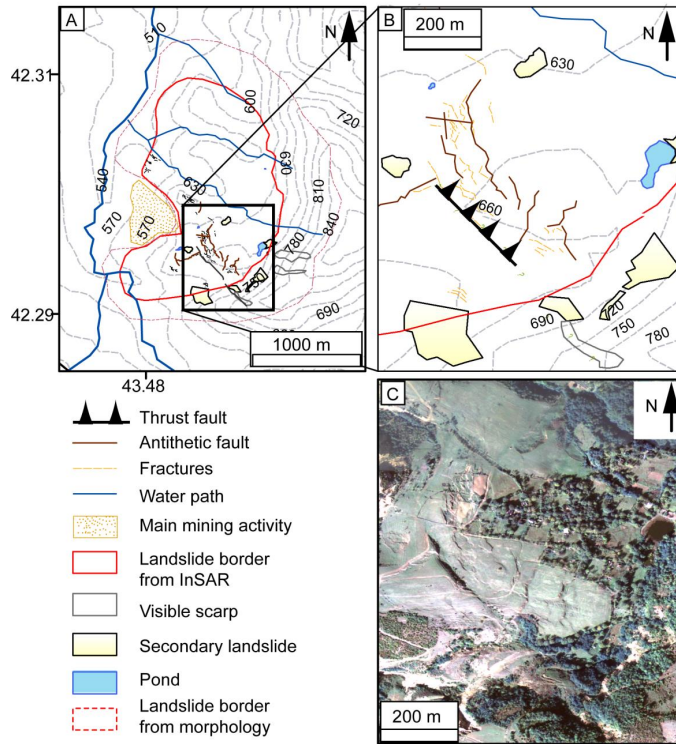 A
N
510
42.31
600
720
630
630
540
810
570
570
840
780
750
690
42.29
1000 m
43.48
B
200 m
N
630
660
690
720
750
780
C
N
200 m
Thrust fault
Antithetic fault
Fractures
Water path
Main mining activity
Landslide border
from InSAR
Visible scarp
Secondary landslide
Pond
Landslide border
from morphology